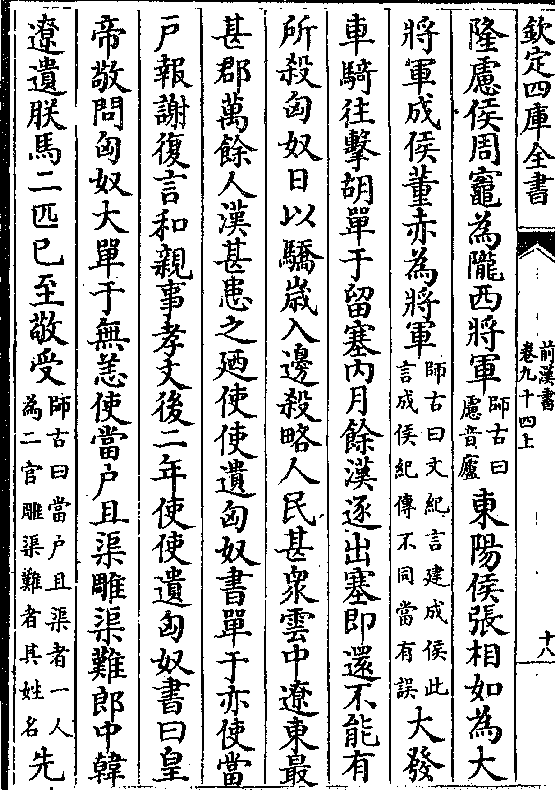 欽定四庫全書
前漢書
卷九十四上
十八
隆慮侯周竈為隴西將軍師古曰慮音廬東陽侯張相如為大
將軍成侯董赤為將軍師古曰文紀言建成侯此言成侯紀傳不同當有誤大發
車騎往擊胡單于留塞內月餘漢逐出塞即還不能有
所殺匈奴日以驕歲入邊殺略人民甚衆雲中遼東最
甚郡萬餘人漢甚患之廼使使遺匈奴書單于亦使當
戶報謝復言和親事孝文後二年使使遺匈奴書曰皇
帝敬問匈奴大單于無恙使當户且渠雕渠難郎中韓
遼遺朕馬二匹已至敬受師古曰當户且渠者一人為二官雕渠難者其姓名先